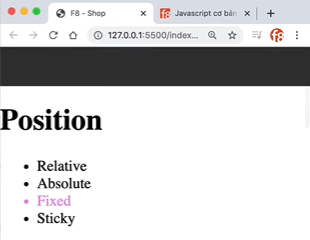 F8 - Shop
Javascript cơ bản
127.0.0.1:5500/index...
Position
Relative
Absolute
Fixed
Sticky